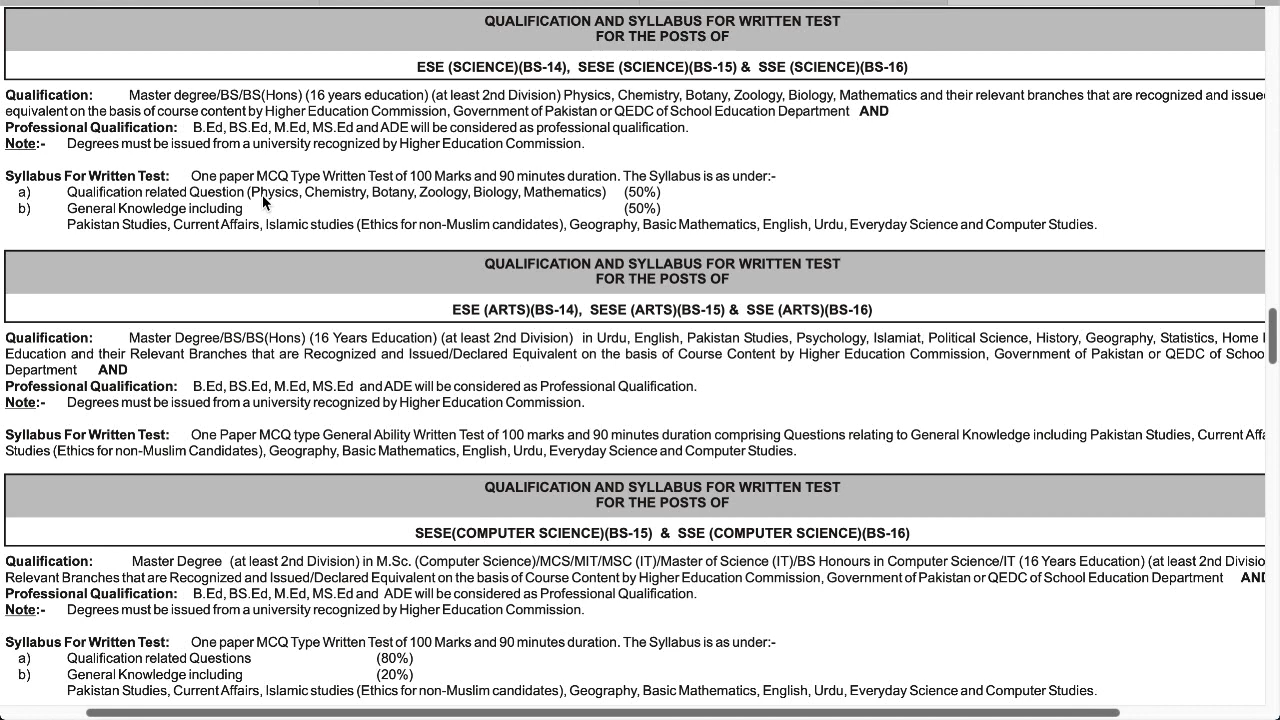 QUALIFICATION AND SYLLABUS FOR WRITTEN TEST
FOR THE POSTS OF
ESE (SCIENCE)(BS-14), SESE (SCIENCE)(BS-15) & SSE (SCIENCE)(BS-16)
Qualification: Master degree/BS/BS(Hons) (16 years education) (at least 2nd Division) Physics, Chemistry, Botany, Zoology, Biology, Mathematics and their relevant branches that are recognized and
equivalent on the basis of course content by Higher Education Commission, Government of Pakistan or QEDC of School Education Department AND
Professional Qualification: B.Ed, BS.Ed, M.Ed, MS.Ed and ADE will be considered as professional qualification.
Note:- Degrees must be issued from a university recognized by Higher Education Commission.
Syllabus For Written Test: One paper MCQ Type Written Test of 100 Marks and 90 minutes duration. The Syllabus is as under:-
a) Qualification related Question (Physics, Chemistry, Botany, Zoology, Biology, Mathematics) (50%)
b) General Knowledge including (50%)
Pakistan Studies, Current Affairs, Islamic studies (Ethics for non-Muslim candidates), Geography, Basic Mathematics, English, Urdu, Everyday Science and Computer Studies.
QUALIFICATION AND SYLLABUS FOR WRITTEN TEST
FOR THE POSTS OF
ESE (ARTS)(BS-14), SESE (ARTS)(BS-15) & SSE (ARTS)(BS-16)
Qualification: Master Degree/BS/BS(Hons) (16 Years Education) (at least 2nd Division) in Urdu, English, Pakistan Studies, Psychology, Islamiat, Political Science, History, Geography, Statistics, Home
Education and their Relevant Branches that are Recognized and Issued/Declared Equivalent on the basis of Course Content by Higher Education Commission, Government of Pakistan or QEDC of
Department AND
Professional Qualification: B.Ed, BS.Ed, M.Ed, MS.Ed and ADE will be considered as Professional Qualification.
Note:- Degrees must be issued from a university recognized by Higher Education Commission.
Syllabus For Written Test: One Paper MCQ type General Ability Written Test of 100 marks and 90 minutes duration comprising Questions relating to General Knowledge including Pakistan Studies, Current
Studies (Ethics for non-Muslim Candidates), Geography, Basic Mathematics, English, Urdu, Everyday Science and Computer Studies.
QUALIFICATION AND SYLLABUS FOR WRITTEN TEST
FOR THE POSTS OF
SESE(COMPUTER SCIENCE)(BS-15) & SSE (COMPUTER SCIENCE)(BS-16)
Qualification: Master Degree (at least 2nd Division) in M.Sc. (Computer Science)/MCS/MIT/MSC (IT)/Master of Science (IT)/BS Honours in Computer Science/IT (16 Years Education) (at least 2nd
Relevant Branches that are Recognized and Issued/Declared Equivalent on the basis of Course Content by Higher Education Commission, Government of Pakistan or QEDC of School Education Department AND
Professional Qualification: B.Ed, BS.Ed, M.Ed, MS.Ed and ADE will be considered as Professional Qualification.
Note:- Degrees must be issued from a university recognized by Higher Education Commission.
Syllabus For Written Test: One paper MCQ Type Written Test of 100 Marks and 90 minutes duration. The Syllabus is as under:-
a) Qualification related Questions (80%)
b) General Knowledge including (20%)
Pakistan Studies, Current Affairs, Islamic studies (Ethics for non-Muslim candidates), Geography, Basic Mathematics, English, Urdu, Everyday Science and Computer Studies.